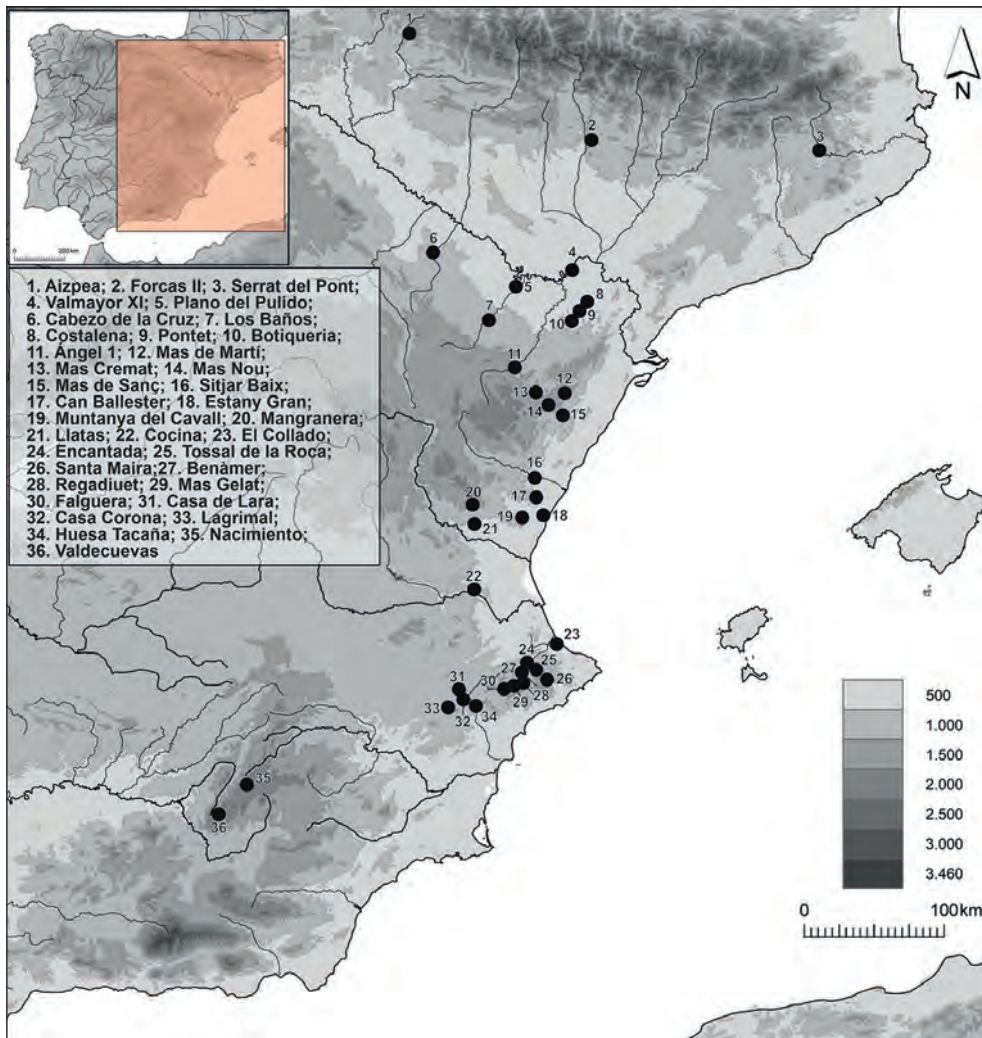 1
2
3
N
4
5
6
7
8
9
10
11
12
13
14
15
16
17
18
19
20
21
22
23
24
25
26
27
28
29
30
31
32
33
34
35
36
200 km
1. Aizpea; 2. Forcas II; 3. Serrat del Pont;
4. Valmayor XI; 5. Plano del Pulido;
6. Cabezo de la Cruz; 7. Los Baños;
8. Costalena; 9. Pontet; 10. Botiqueria;
11. Ángel 1; 12. Mas de Martí;
13. Mas Cremat; 14. Mas Nou;
15. Mas de Sanç; 16. Sitjar Baix;
17. Can Ballester; 18. Estany Gran;
19. Muntanya del Cavall; 20. Mangranera;
21. Llatas; 22. Cocina; 23. El Collado;
24. Encantada; 25. Tossal de la Roca;
26. Santa Maira;27. Benàmer;
28. Regadiuet; 29. Mas Gelat;
30. Falguera; 31. Casa de Lara;
32. Casa Corona; 33. Lagrimal;
34. Huesa Tacaña; 35. Nacimiento;
36. Valdecuevas
500
1.000
1.500
2.000
2.500
3.000
3.460
0 100km